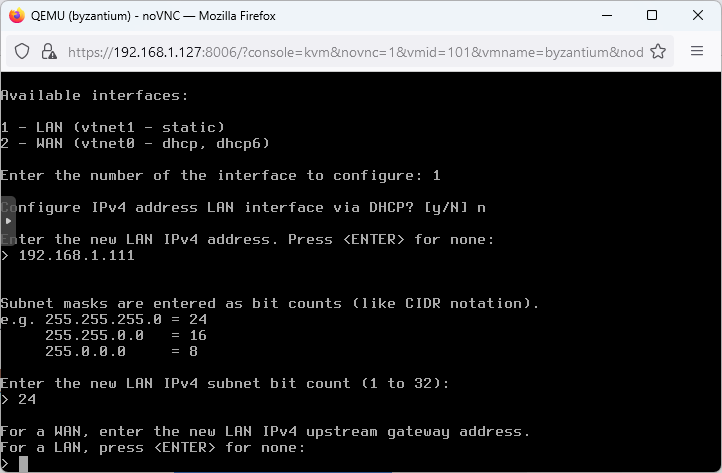 QEMU (byzantium) - noVNC — Mozilla Firefox
https://192.168.1.127:8006/?console=kvm&novnc=1&vmid=101&vmname=byzantium&nod
Available interfaces:
1 - LAN (vtnet1 - static)
2 - WAN (vtnet0 - dhcp, dhcp6)
Enter the number of the interface to configure: 1
Configure IPv4 address LAN interface via DHCP? [y/N] n
Enter the new LAN IPv4 address. Press <ENTER> for none:
> 192.168.1.111
Subnet masks are entered as bit counts (like CIDR notation).
e.g. 255.255.255.0 = 24
255.255.0.0 = 16
255.0.0.0 = 8
Enter the new LAN IPv4 subnet bit count (1 to 32):
> 24
For a WAN, enter the new LAN IPv4 upstream gateway address.
For a LAN, press <ENTER> for none:
>